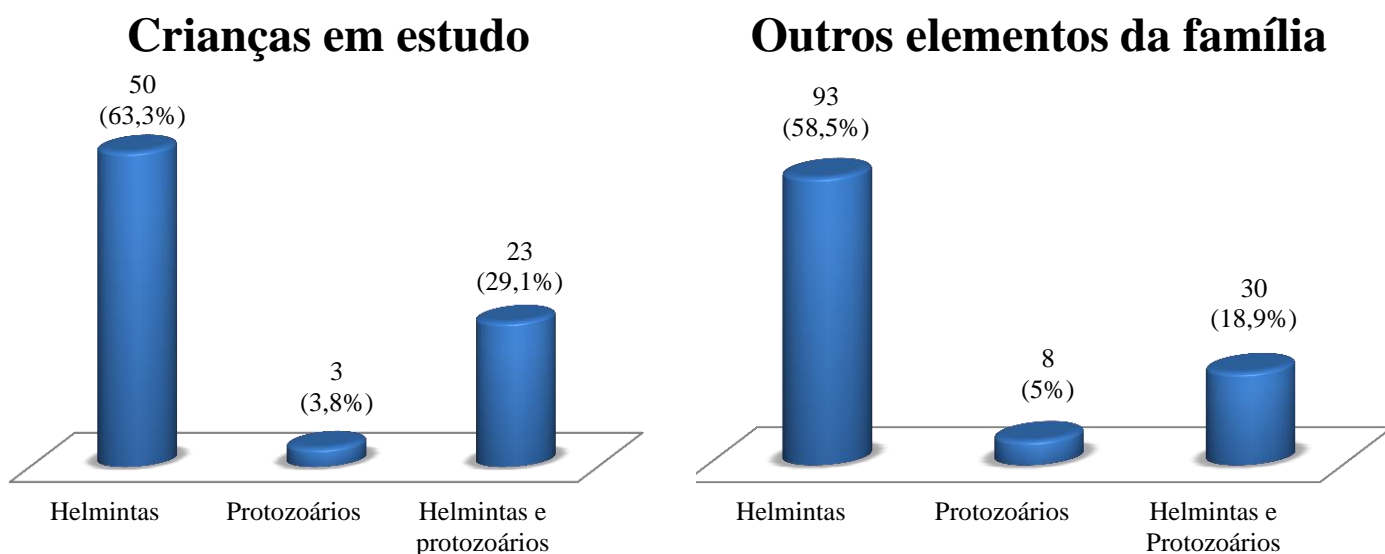 Crianças em estudo
50
(63,3%)
3
(3,8%)
23
(29,1%)
Helmintas
Protozoários
Helmintas e
protozoários
Outros elementos da família
93
(58,5%)
8
(5%)
30
(18,9%)
Helmintas
Protozoários
Helmintas e
Protozoários